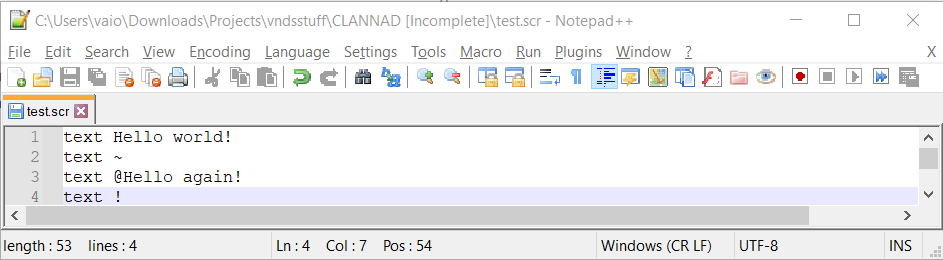 C:\Users\vaio\Downloads\Projects\vndsstuff\CLANNAD [Incomplete]\test.scr - Notepad++
File Edit Search View Encoding Language Settings Tools Macro Run Plugins Window ? X
test.scr
1 text Hello world!
2 text ~
3 text @Hello again!
4 text !
length : 53 lines : 4 Ln : 4 Col : 7 Pos : 54 Windows (CR LF) UTF-8 INS